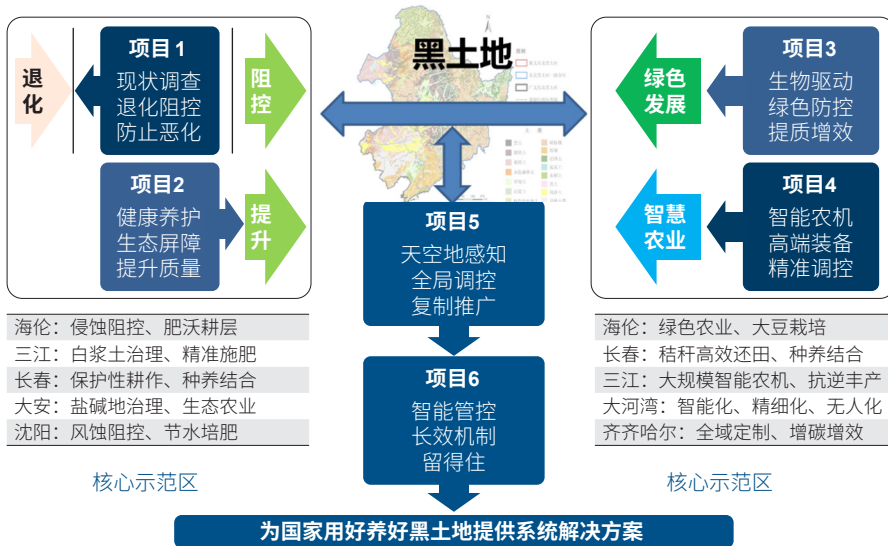 退化
项目1
现状调查
退化阻控
防止恶化
阻控
项目2
健康养护
生态屏障
提升质量
提升
海伦：侵蚀阻控、肥沃耕层
三江：白浆土治理、精准施肥
长春：保护性耕作、种养结合
大安：盐碱地治理、生态农业
沈阳：风蚀阻控、节水培肥
核心示范区
黑土地
N
项目5
天空地感知
全局调控
复制推广
项目6
智能管控
长效机制
留得住
绿色
发展
项目3
生物驱动
绿色防控
提质增效
智慧
农业
项目4
智能农机
高端装备
精准调控
海伦：绿色农业、大豆栽培
长春：秸秆高效还田、种养结合
三江：大规模智能农机、抗逆丰产
大河湾：智能化、精细化、无人化
齐齐哈尔：全域定制、增碳增效
核心示范区
为国家用好养好黑土地提供系统解决方案